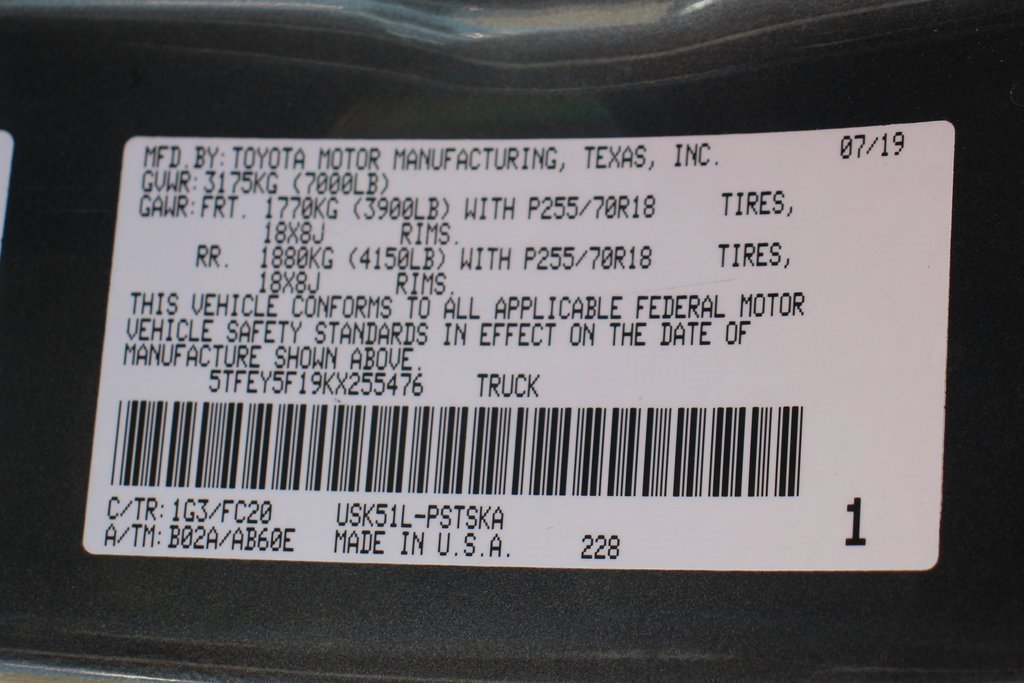 MFD.BY: TOYOTA MOTOR MANUFACTURING, TEXAS, INC. 07/19
GVWR: 3175KG (7000LB)
GAWR: FRT. 1770KG (3900LB) WITH P255/70R18 TIRES,
18X8J RIMS.
RR. 1880KG (4150LB) WITH P255/70R18 TIRES,
18X8J RIMS.
THIS VEHICLE CONFORMS TO ALL APPLICABLE FEDERAL MOTOR
VEHICLE SAFETY STANDARDS IN EFFECT ON THE DATE OF
MANUFACTURE SHOWN ABOVE.
5TFEY5F19KX255476 TRUCK
C/TR: 1G3/FC20 USK51L-PSTSKA
A/TM: B02A/AB60E MADE IN U.S.A. 228
1